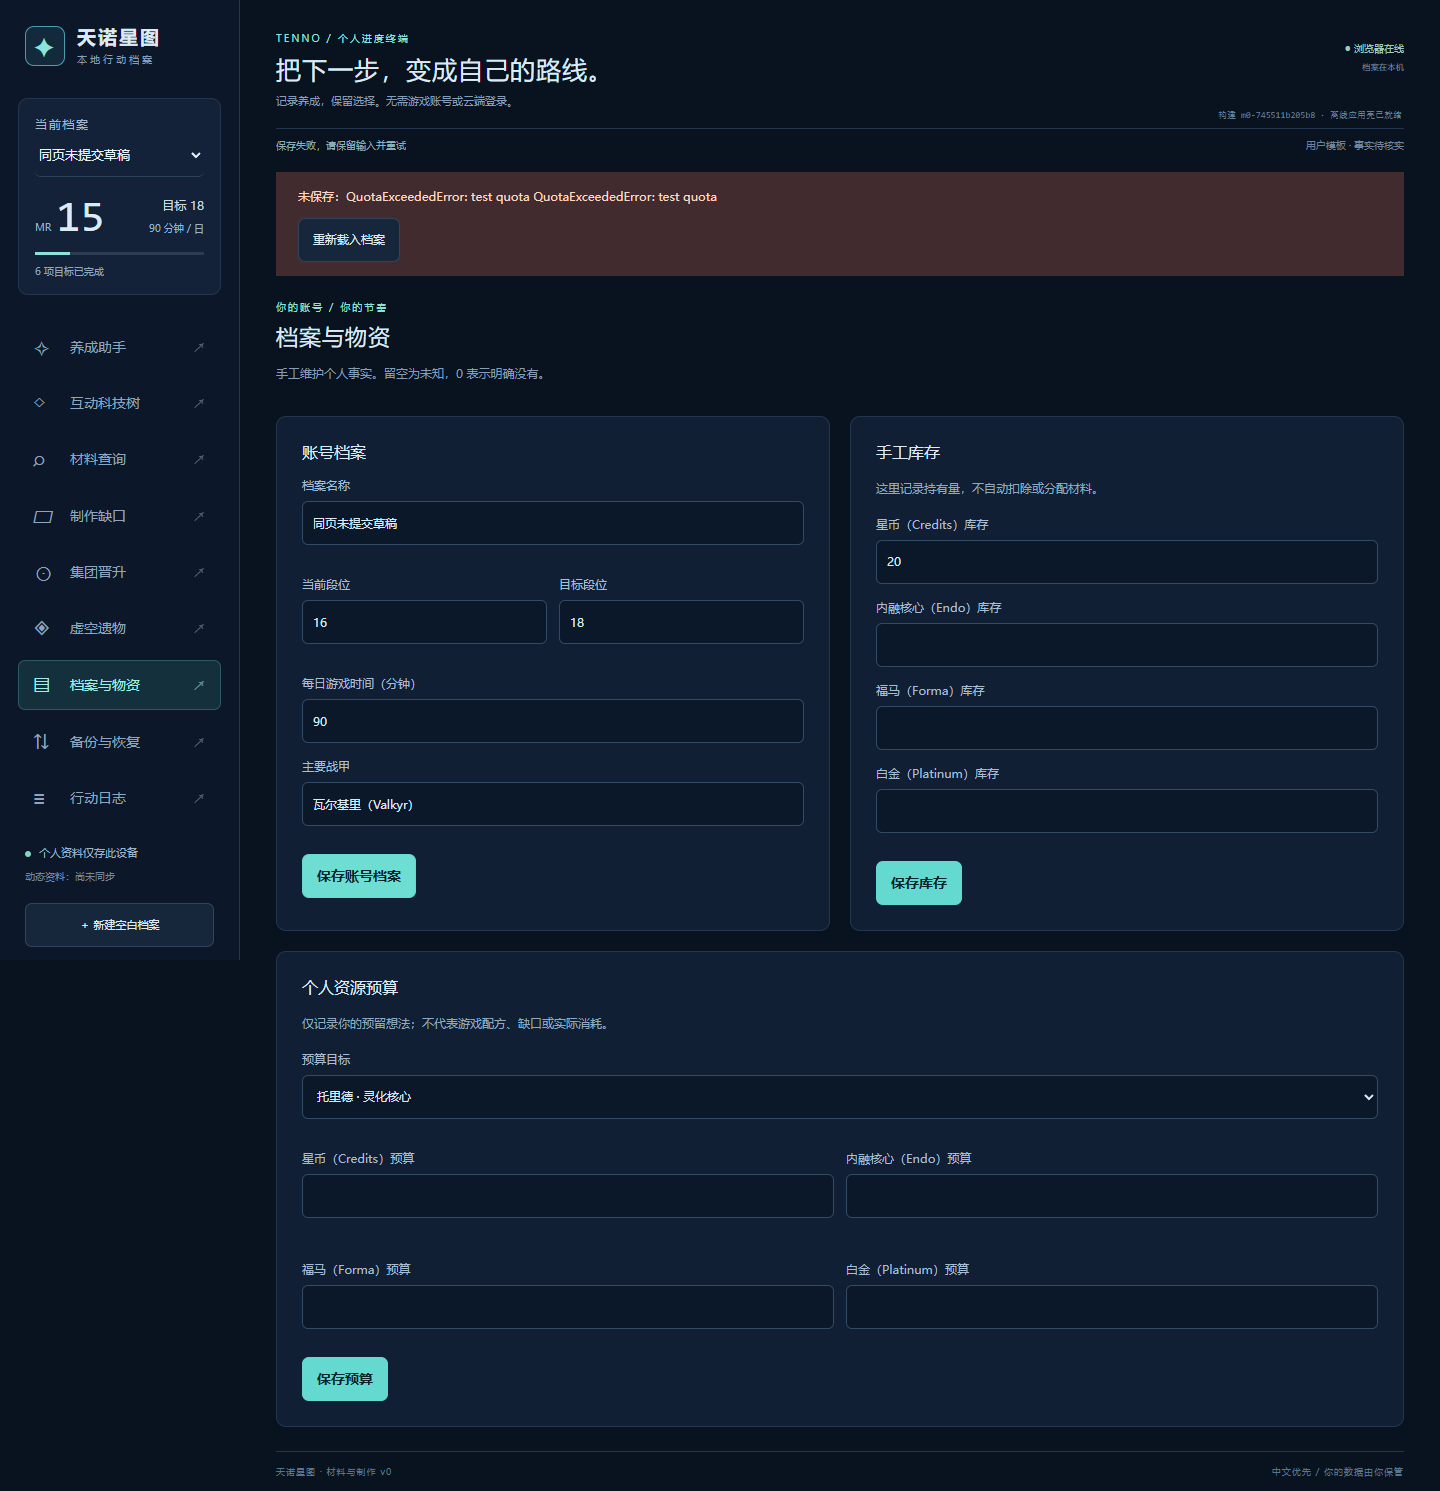 天诺星图
本地行动档案
当前档案
同页未提交草稿
MR 15
目标 18
90 分钟 / 日
6 项目标已完成
养成助手
互动科技树
材料查询
制作缺口
集团晋升
虚空遗物
档案与物资
备份与恢复
行动日志
个人资料仅存此设备
动态资料：尚未同步
+ 新建空白档案
TENNO / 个人进度终端
把下一步，变成自己的路线。
记录养成，保留选择。无需游戏账号或云端登录。
浏览器在线
档案在本机
构建 m0-745511b205b8 · 离线应用壳已就绪
保存失败，请保留输入并重试
用户模板 · 事实待核实
未保存：QuotaExceededError: test quota QuotaExceededError: test quota
重新载入档案
你的账号 / 你的节奏
档案与物资
手工维护个人事实。留空为未知，0 表示明确没有。
账号档案
档案名称
同页未提交草稿
当前段位
目标段位
16
18
每日游戏时间（分钟）
90
主要战甲
瓦尔基里（Valkyr）
保存账号档案
手工库存
这里记录持有量，不自动扣除或分配材料。
星币（Credits）库存
20
内融核心（Endo）库存
福马（Forma）库存
白金（Platinum）库存
保存库存
个人资源预算
仅记录你的预留想法；不代表游戏配方、缺口或实际消耗。
预算目标
托里德 · 灵化核心
星币（Credits）预算
内融核心（Endo）预算
福马（Forma）预算
白金（Platinum）预算
保存预算
天诺星图 · 材料与制作 v0
中文优先 / 你的数据由你保管